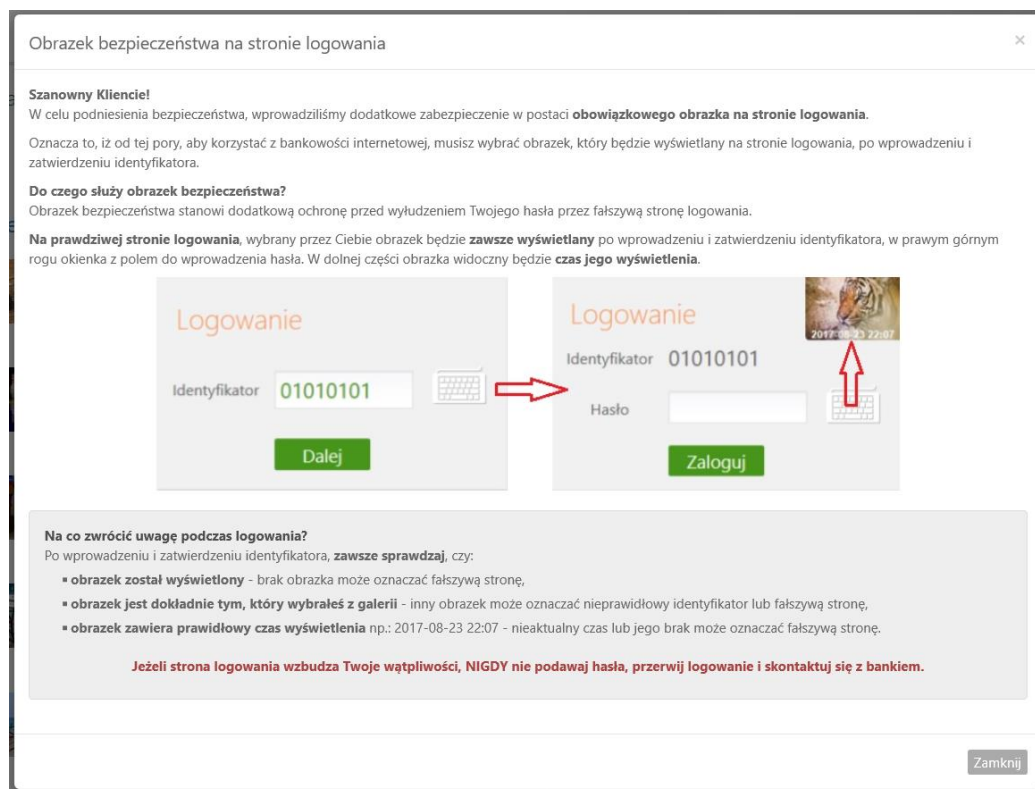 Obrazek bezpieczeństwa na stronie logowania
×
Szanowny Kliencie!
W celu podniesienia bezpieczeństwa, wprowadziliśmy dodatkowe zabezpieczenie w postaci obowiązkowego obrazka na stronie logowania.
Oznacza to, iż od tej pory, aby korzystać z bankowości internetowej, musisz wybrać obrazek, który będzie wyświetlany na stronie logowania, po wprowadzeniu i
zatwierdzeniu identyfikatora.
Do czego służy obrazek bezpieczeństwa?
Obrazek bezpieczeństwa stanowi dodatkową ochronę przed wyłudzeniem Twojego hasła przez fałszywą stronę logowania.
Na prawdziwej stronie logowania, wybrany przez Ciebie obrazek będzie zawsze wyświetlany po wprowadzeniu i zatwierdzeniu identyfikatora, w prawym górnym
rogu okienka z polem do wprowadzenia hasła. W dolnej części obrazka widoczny będzie czas jego wyświetlenia.
Logowanie
Identyfikator 01010101
Dalej
Logowanie
2017-08-23 22:07
Identyfikator 01010101
Hasło
Zaloguj
Na co zwrócić uwagę podczas logowania?
Po wprowadzeniu i zatwierdzeniu identyfikatora, zawsze sprawdzaj, czy:
▪ obrazek został wyświetlony - brak obrazka może oznaczać fałszywą stronę,
▪ obrazek jest dokładnie tym, który wybrałeś z galerii - inny obrazek może oznaczać nieprawidłowy identyfikator lub fałszywą stronę,
▪ obrazek zawiera prawidłowy czas wyświetlenia np.: 2017-08-23 22:07 - nieaktualny czas lub jego brak może oznaczać fałszywą stronę.
Jeżeli strona logowania wzbudza Twoje wątpliwości, NIGDY nie podawaj hasła, przerwij logowanie i skontaktuj się z bankiem.
Zamknij